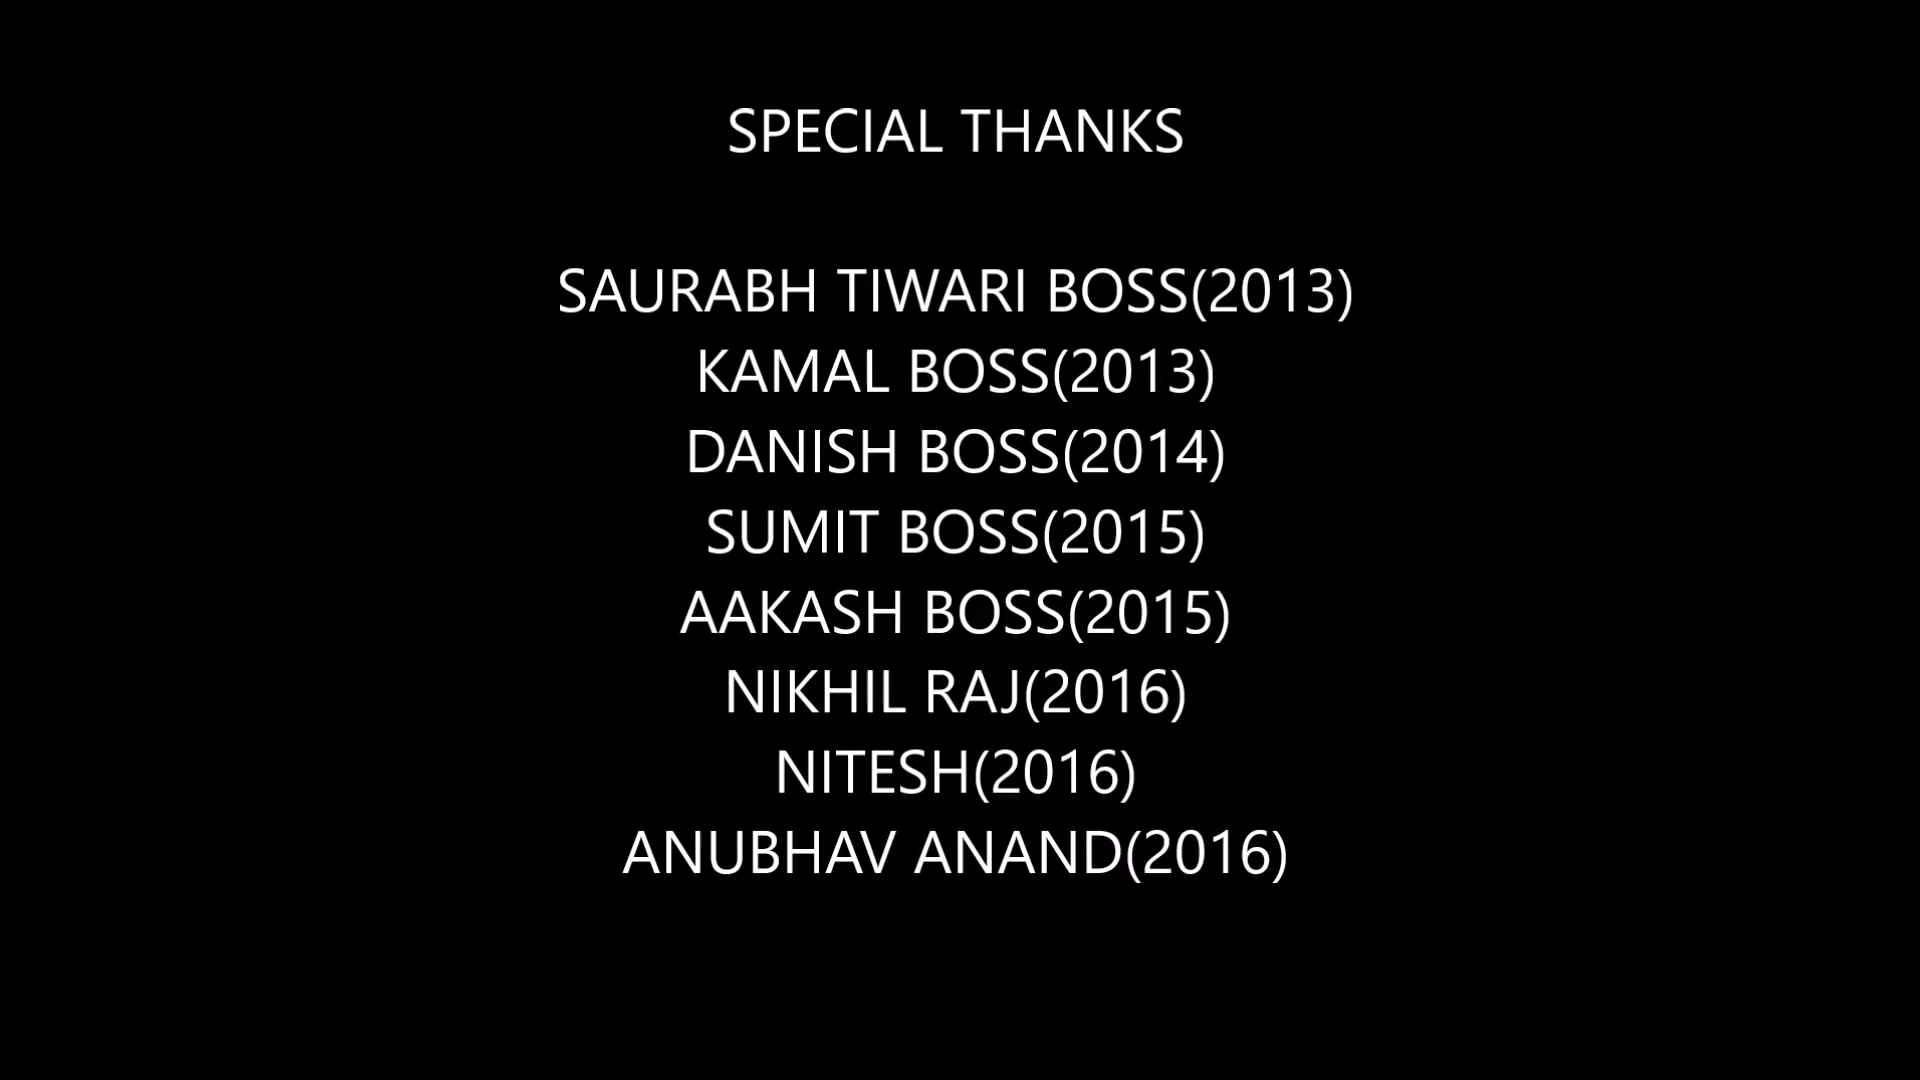 SPECIAL THANKS
SAURABH TIWARI BOSS(2013)
KAMAL BOSS(2013)
DANISH BOSS(2014)
SUMIT BOSS(2015)
AAKASH BOSS(2015)
NIKHIL RAJ(2016)
NITESH(2016)
ANUBHAV ANAND(2016)